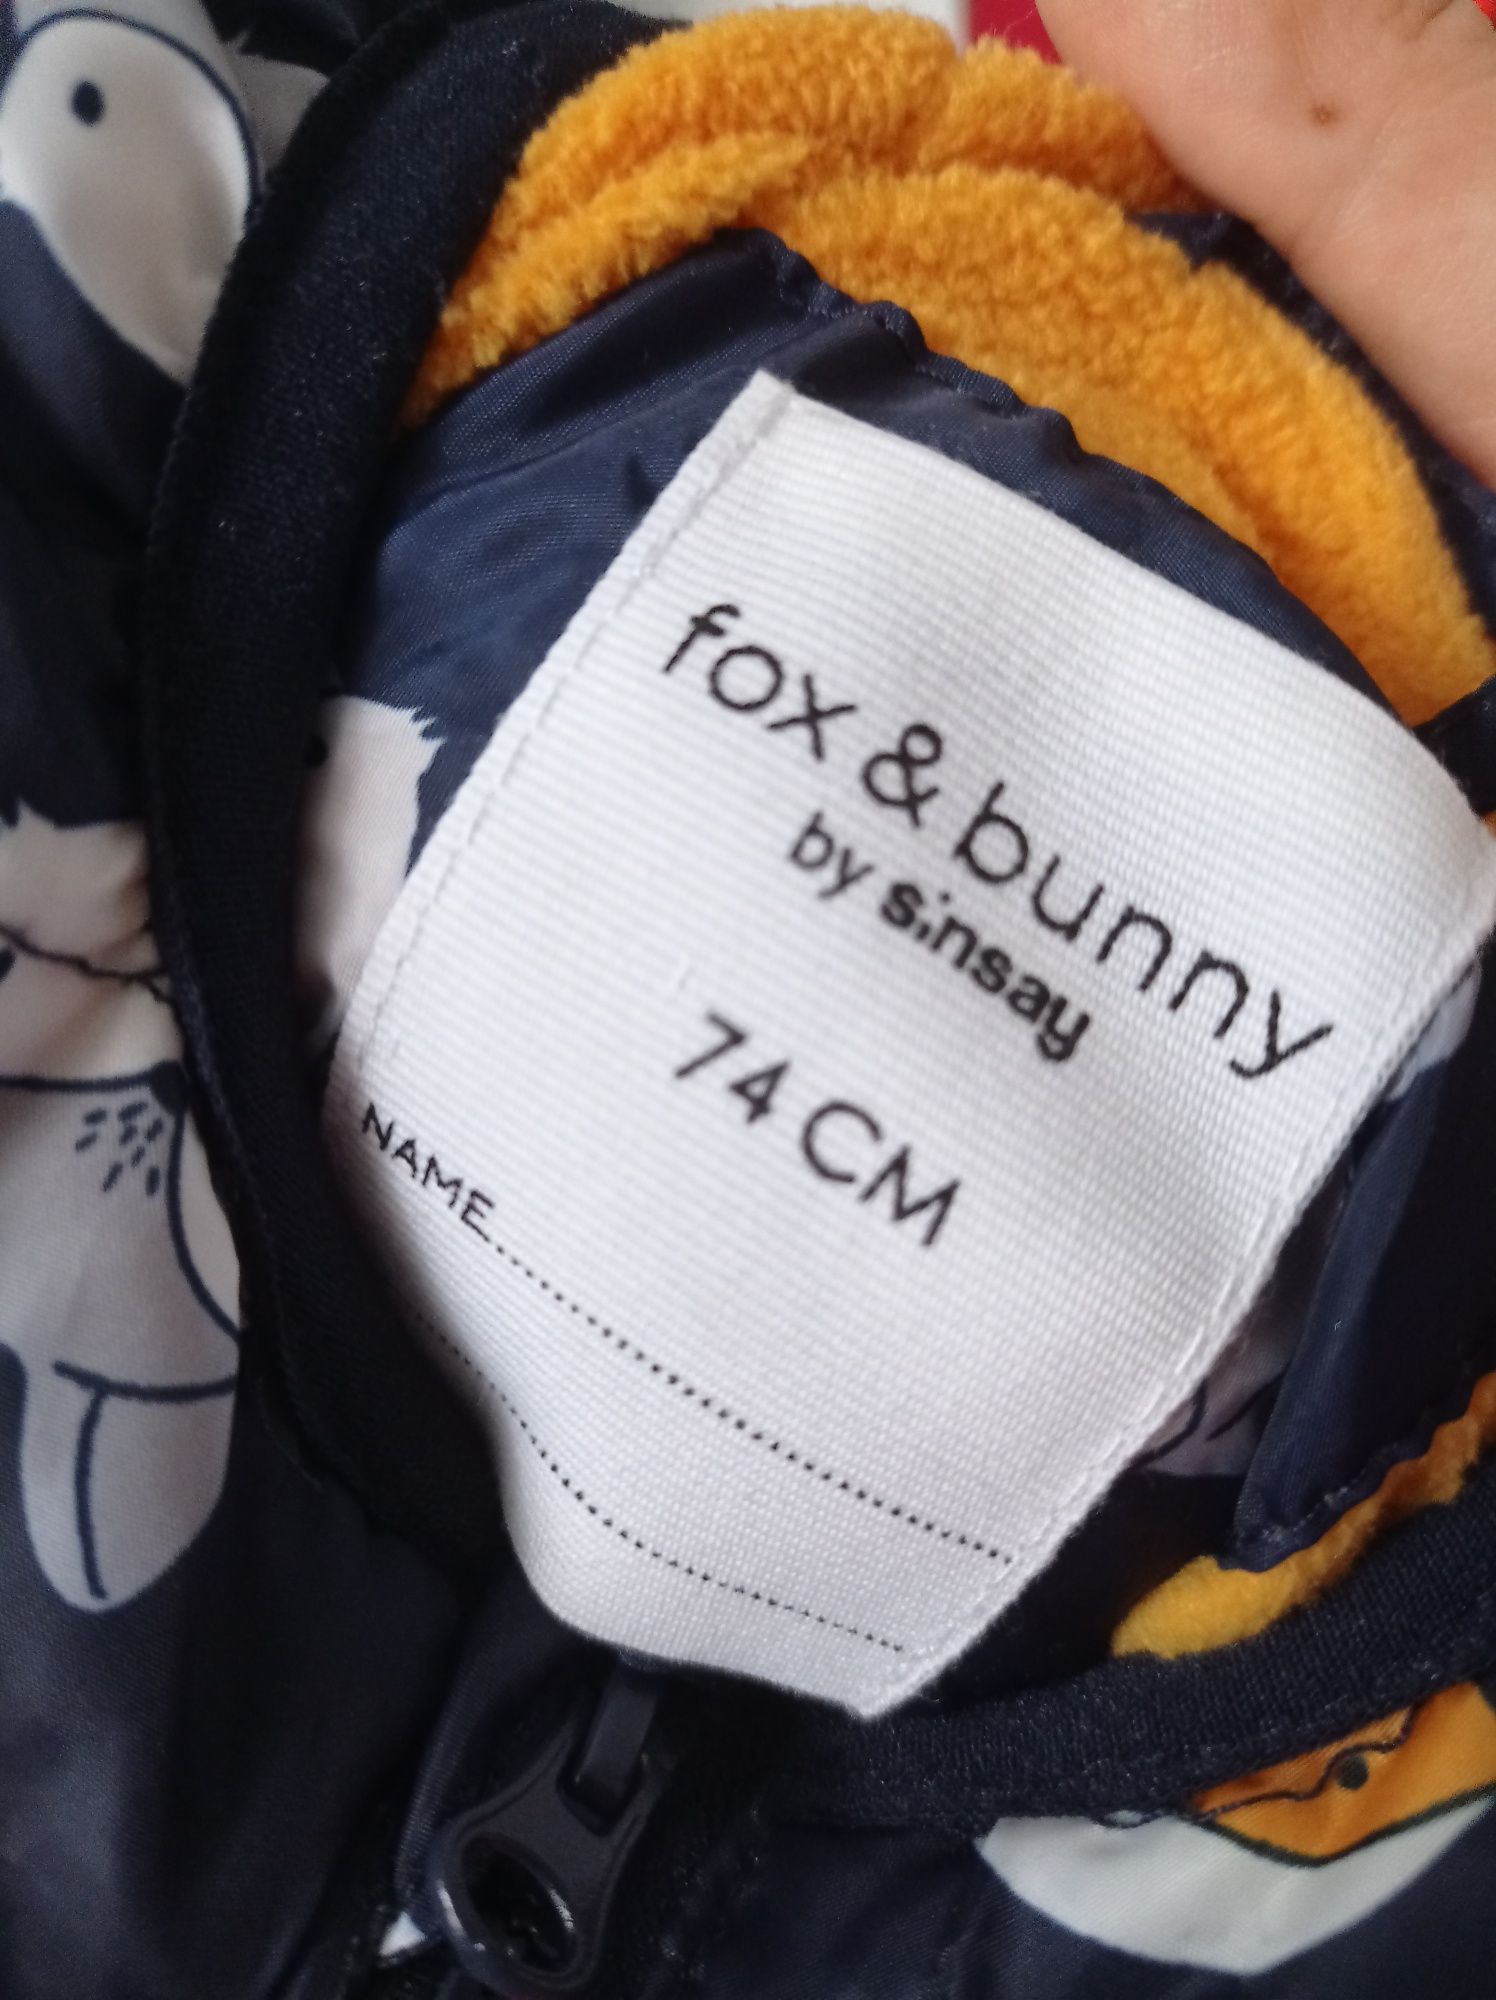 fox & bunny
by sinsay
74 CM
NAME..............................
..............................